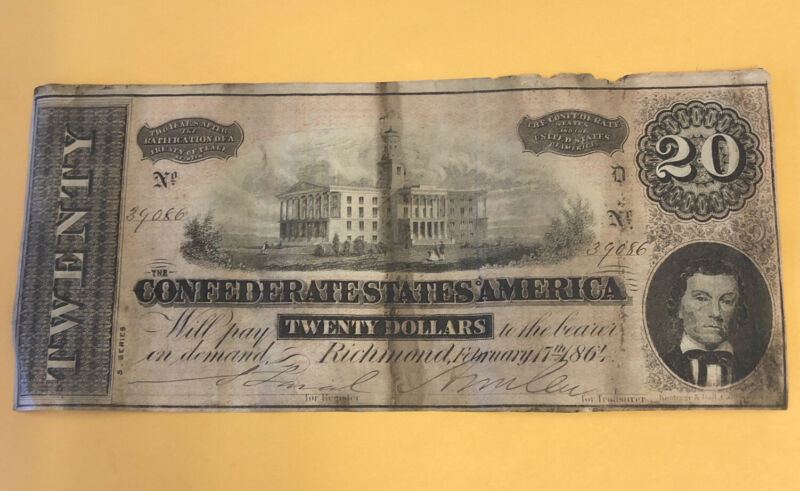 TWENTY
TWO YEARS AFTER
THE
RATIFICATION OF A
TREATY OF PEACE
BETWEEN
THE CONFEDERATE
STATES
AND THE
UNITED STATES
OF AMERICA
20
No
D
No
39086
39086
THE
CONFEDERATE STATES OF AMERICA
Will pay TWENTY DOLLARS to the bearer
on demand. Richmond, February 17th 1864.
5 SERIES
for Register
for Treasurer